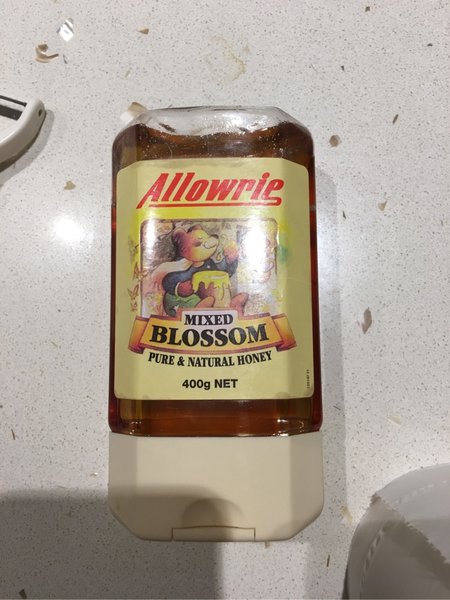 Allowrie
MIXED
BLOSSOM
PURE & NATURAL HONEY
400g NET